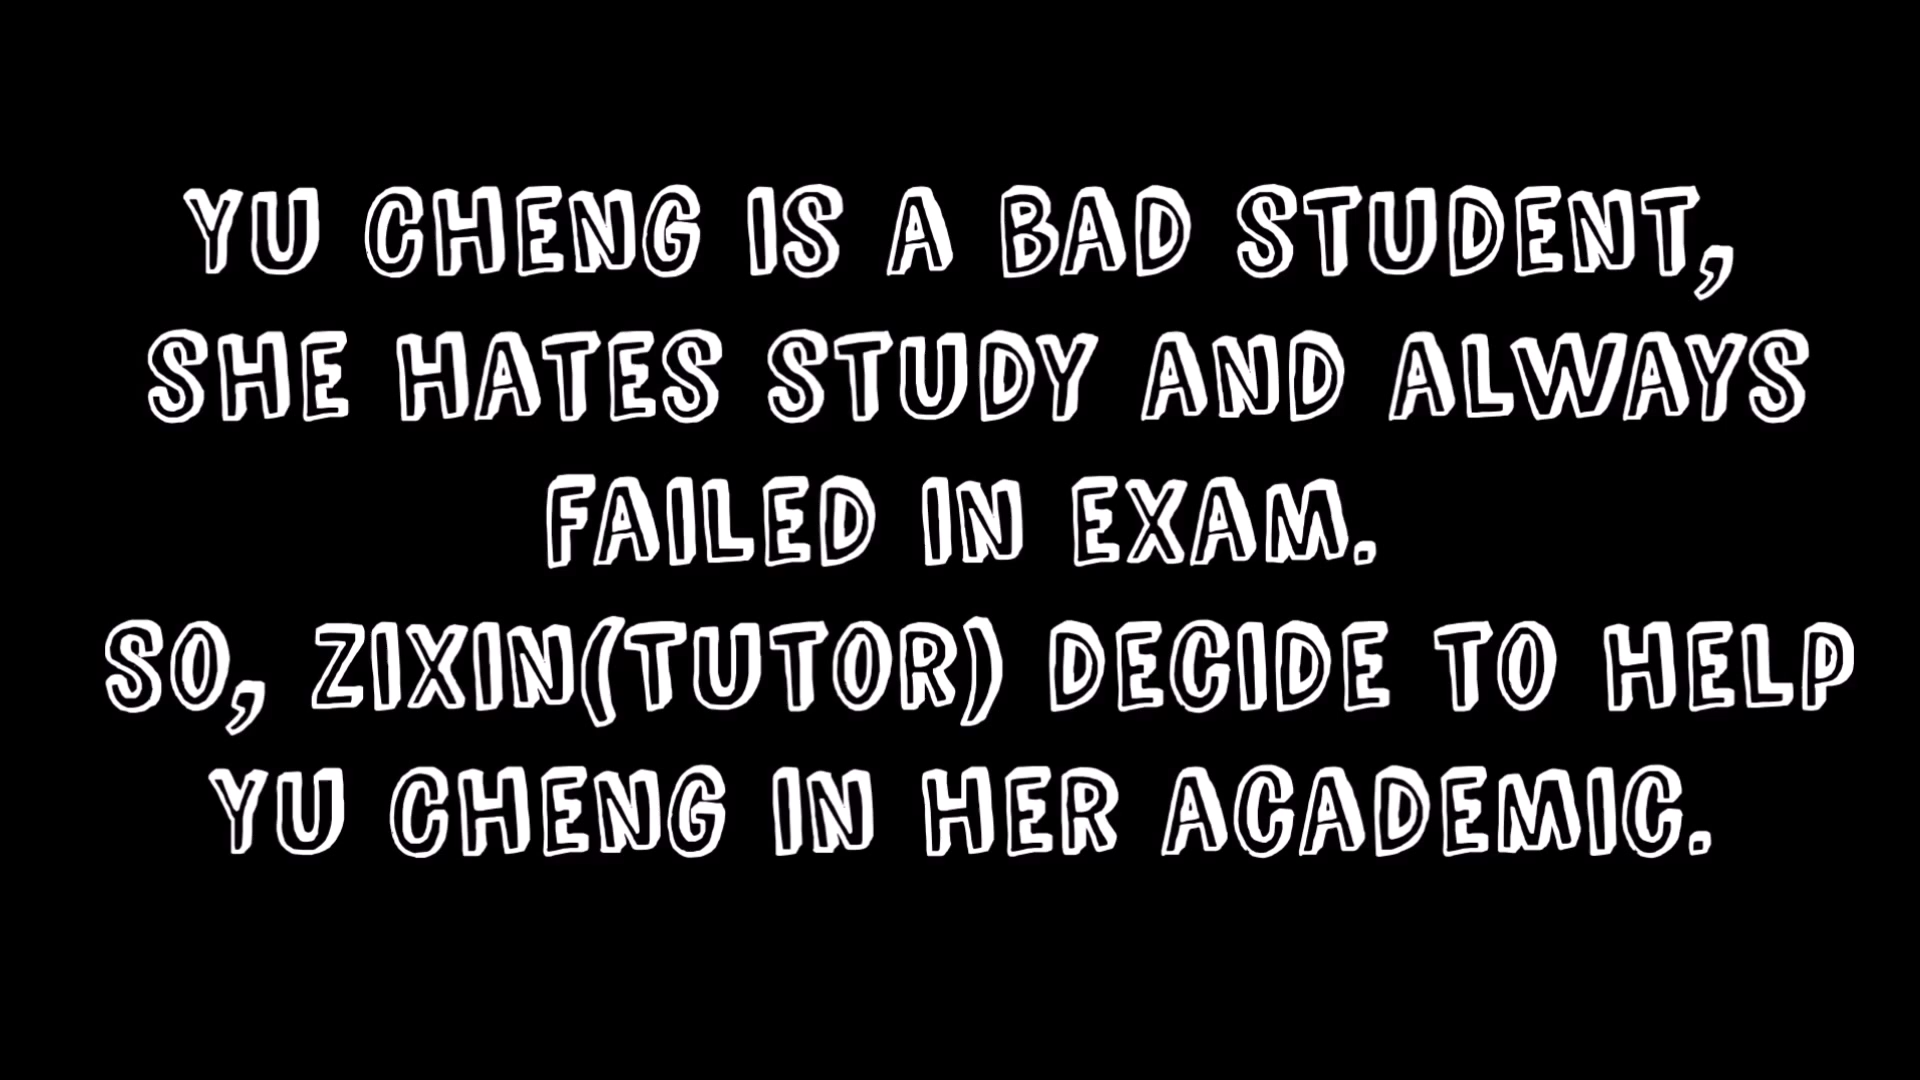 YU CHENG IS A BAD STUDENT,
SHE HATES STUDY AND ALWAYS
FAILED IN EXAM.
SO, ZIXIN(TUTOR) DECIDE TO HELP
YU CHENG IN HER ACADEMIC.